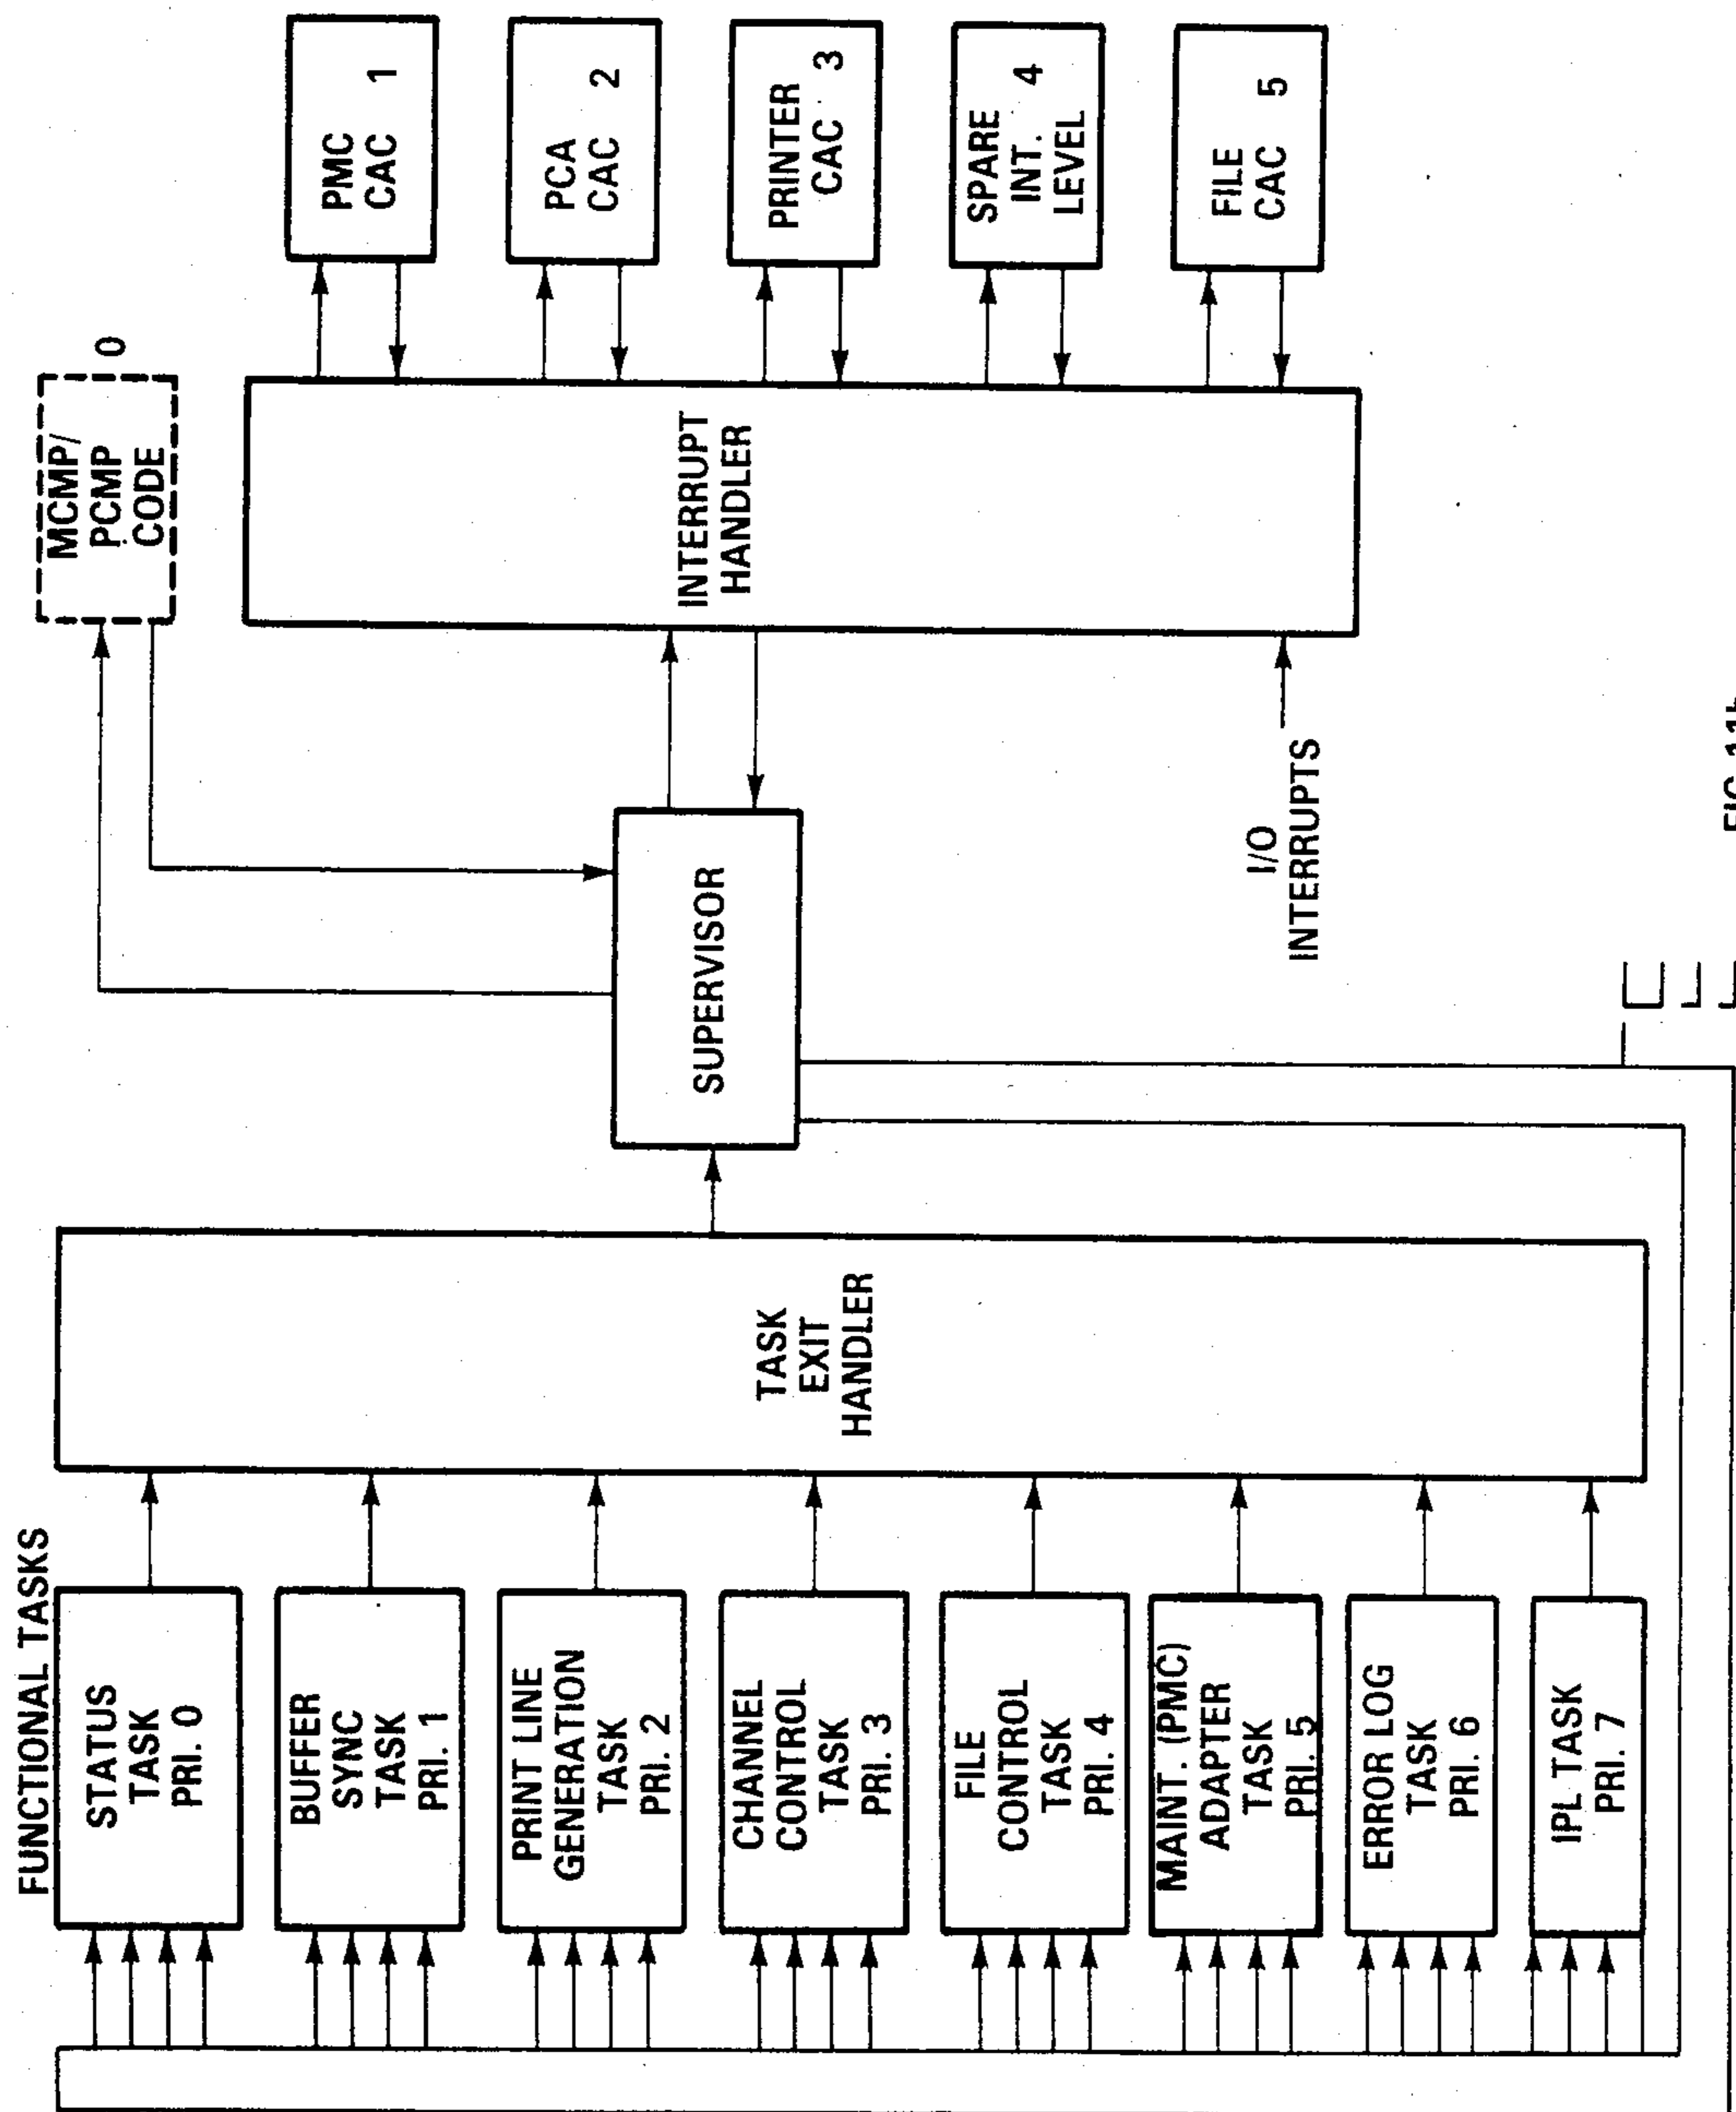 FUNCTIONAL TASKS
STATUS
TASK
PRI. 0
BUFFER
SYNC
TASK
PRI. 1
PRINT LINE
GENERATION
TASK
PRI. 2
CHANNEL
CONTROL
TASK
PRI. 3
FILE
CONTROL
TASK
PRI. 4
MAINT. (PMC)
ADAPTER
TASK
PRI. 5
ERROR LOG
TASK
PRI. 6
IPL TASK
PRI. 7
TASK
EXIT
HANDLER
SUPERVISOR
MCMP/
PCMP
CODE 0
INTERRUPT
HANDLER
I/O
INTERRUPTS
PMC
CAC 1
PCA
CAC 2
PRINTER
CAC 3
SPARE
INT. 4
LEVEL
FILE
CAC 5